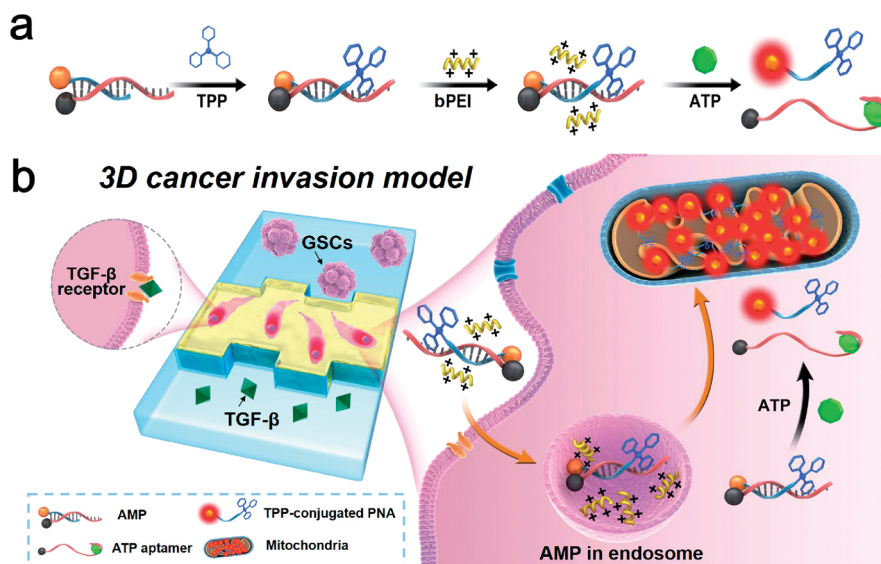 a
TPP
bPEI
ATP
b
3D cancer invasion model
GSCs
TGF-β
receptor
TGF-β
ATP
AMP in endosome
AMP
TPP-conjugated PNA
ATP aptamer
Mitochondria